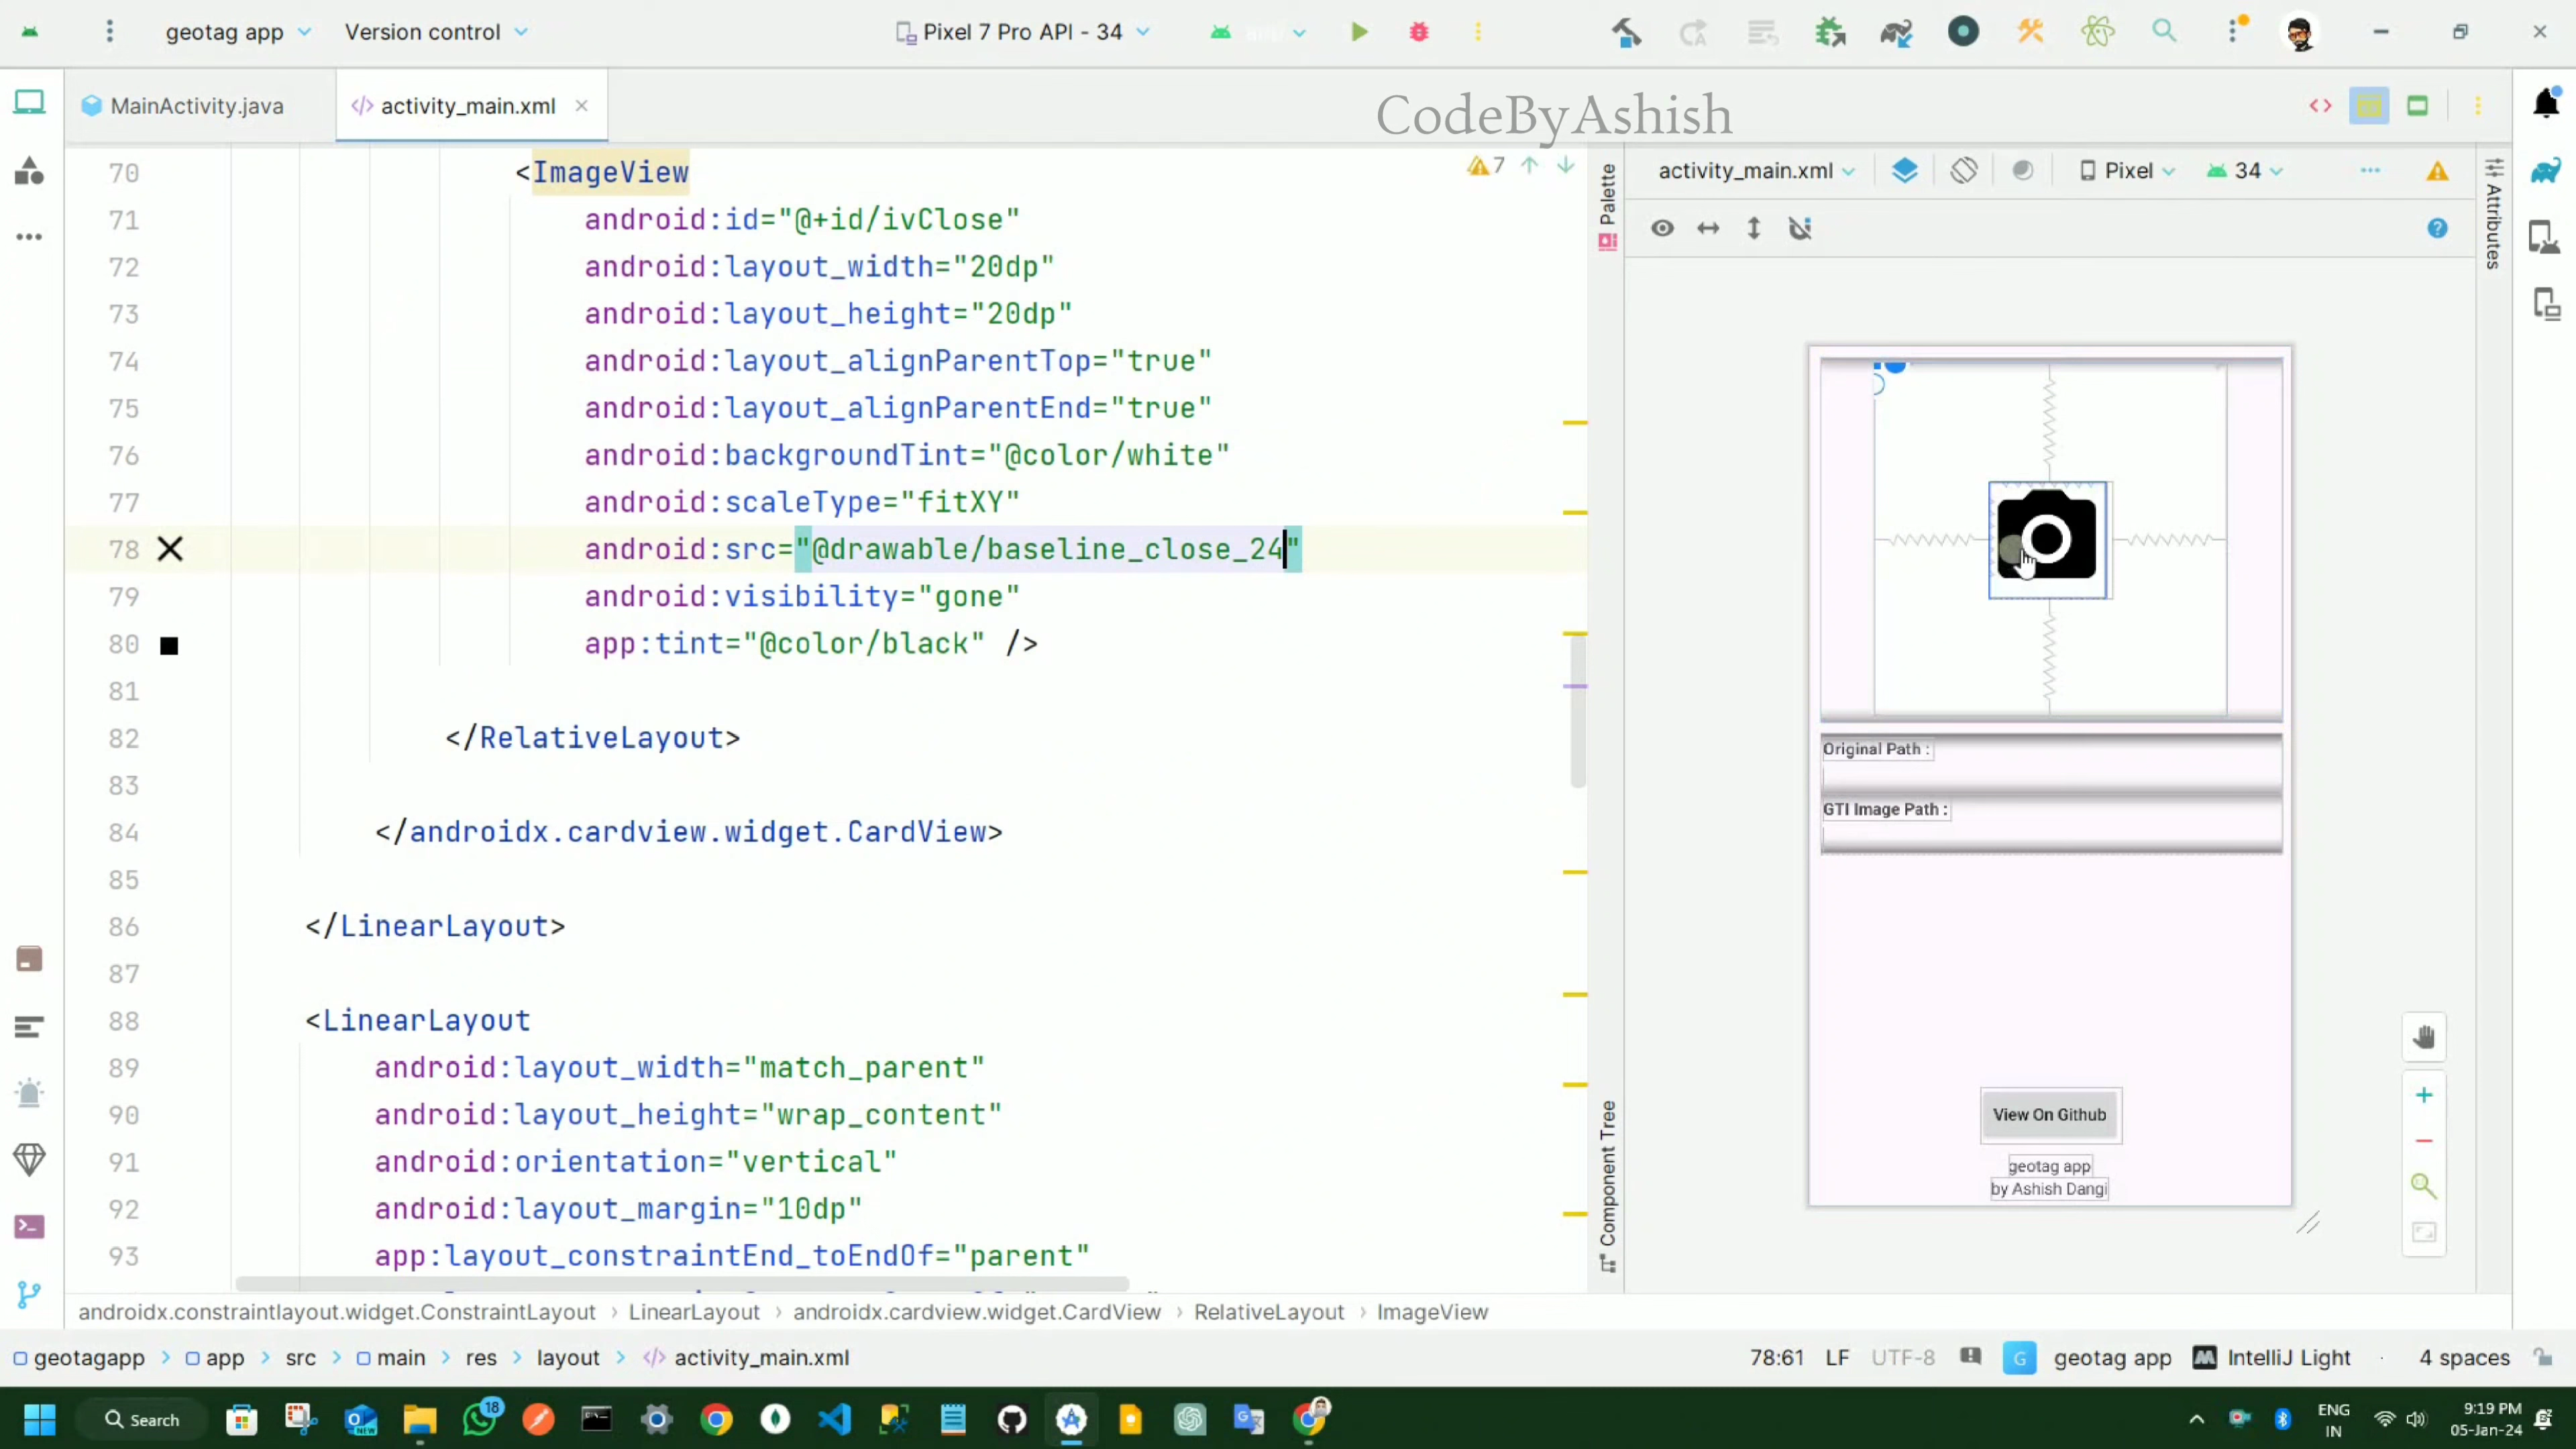 geotag app
Version control
Pixel 7 Pro API - 34
MainActivity.java
activity_main.xml
CodeByAshish
70 <ImageView
71 android:id="@+id/ivClose"
72 android:layout_width="20dp"
73 android:layout_height="20dp"
74 android:layout_alignParentTop="true"
75 android:layout_alignParentEnd="true"
76 android:backgroundTint="@color/white"
77 android:scaleType="fitXY"
78 android:src="@drawable/baseline_close_24"
79 android:visibility="gone"
80 app:tint="@color/black" />
81
82 </RelativeLayout>
83
84 </androidx.cardview.widget.CardView>
85
86 </LinearLayout>
87
88 <LinearLayout
89 android:layout_width="match_parent"
90 android:layout_height="wrap_content"
91 android:orientation="vertical"
92 android:layout_margin="10dp"
93 app:layout_constraintEnd_toEndOf="parent"
7
Palette
Component Tree
activity_main.xml
Pixel
34
Attributes
Original Path :
GTI Image Path :
View On Github
geotag app
by Ashish Dangi
androidx.constraintlayout.widget.ConstraintLayout › LinearLayout › androidx.cardview.widget.CardView › RelativeLayout › ImageView
geotagapp > app > src > main > res > layout > activity_main.xml
78:61 LF UTF-8 G geotag app IntelliJ Light 4 spaces
Search
NEW
18
ENG
IN
9:19 PM
05-Jan-24